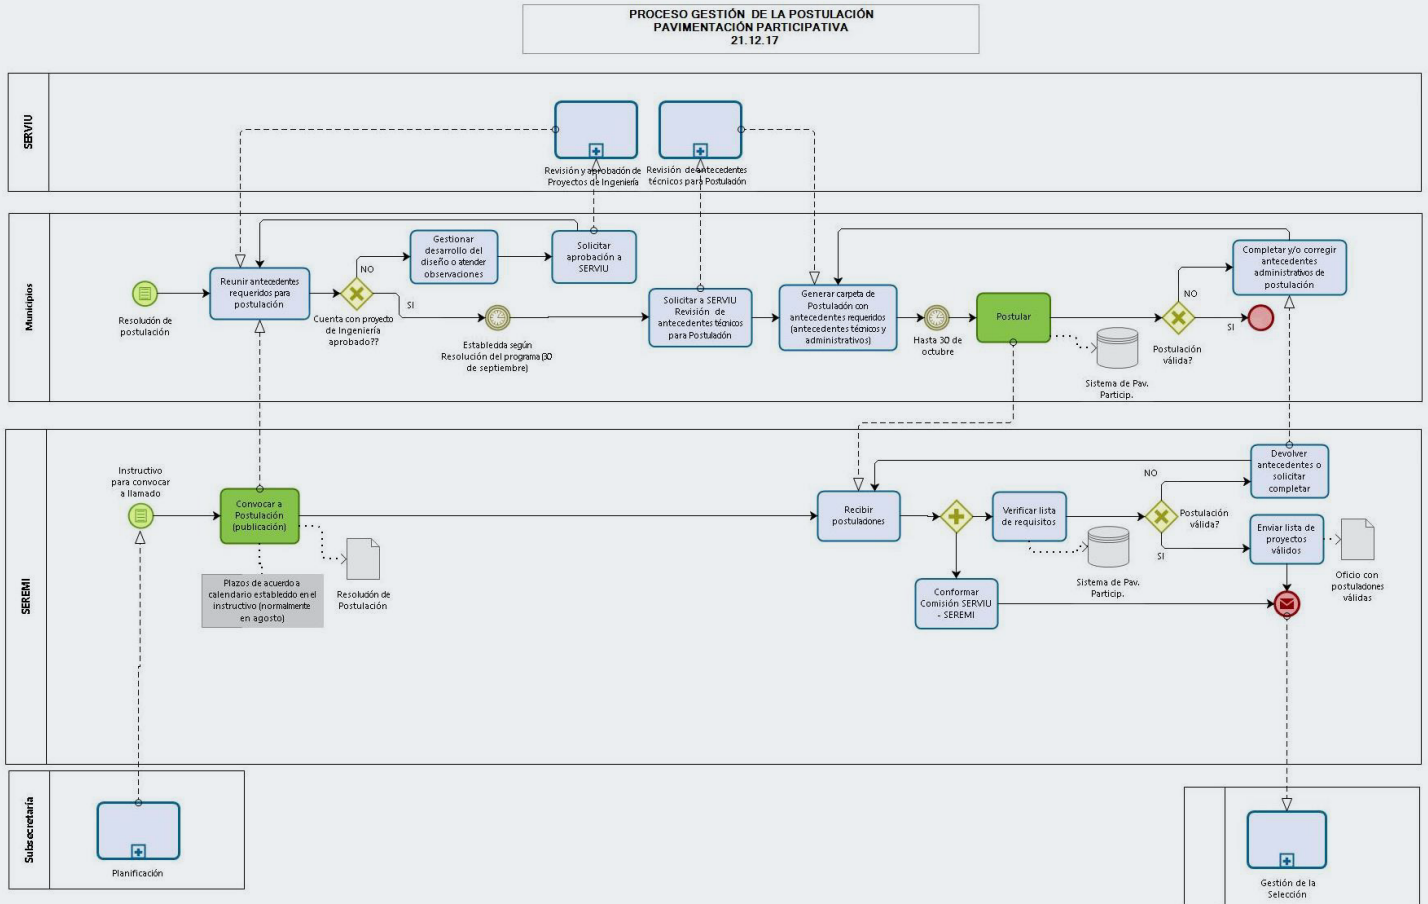 PROCESO GESTIÓN DE LA POSTULACIÓN
PAVIMENTACIÓN PARTICIPATIVA
21.12.17
SERVIU
Revisión y aprobación de
Proyectos de Ingeniería
Revisión de antecedentes
técnicos para Postulación
Municipios
Resolución de
postulación
Reunir antecedentes
requeridos para
postulación
NO
SI
Cuenta con proyecto
de Ingeniería
aprobado??
Gestionar
desarrollo del
diseño o atender
observaciones
Solicitar
aprobación a
SERVIU
Establedda según
Resolución del programa (30
de septiembre)
Solicitar a SERVIU
Revisión de
antecedentes técnicos
para Postulación
Generar carpeta de
Postulación con
antecedentes requeridos
(antecedentes técnicos y
administrativos)
Hasta 30 de
octubre
Postular
Sistema de Pav.
Particip.
NO
SI
Postulación
válida?
Completar y/o corregir
antecedentes
administrativos de
postulación
SEREMI
Instructivo
para convocar
a llamado
Convocar a
Postulación
(publicación)
Plazos de acuerdo a
calendario estableddo en el
instructivo (normalmente
en agosto)
Resolución de
Postulación
Recibir
postuladones
Verificar lista
de requisitos
Sistema de Pav.
Particip.
Conformar
Comisión SERVIU
- SEREMI
NO
Postulación
válida?
SI
Devolver
antecedentes o
solicitar
completar
Enviar lista de
proyectos
válidos
Oficio con
postuladones
válidas
Subsecretaría
Planificación
Gestión de la
Selección